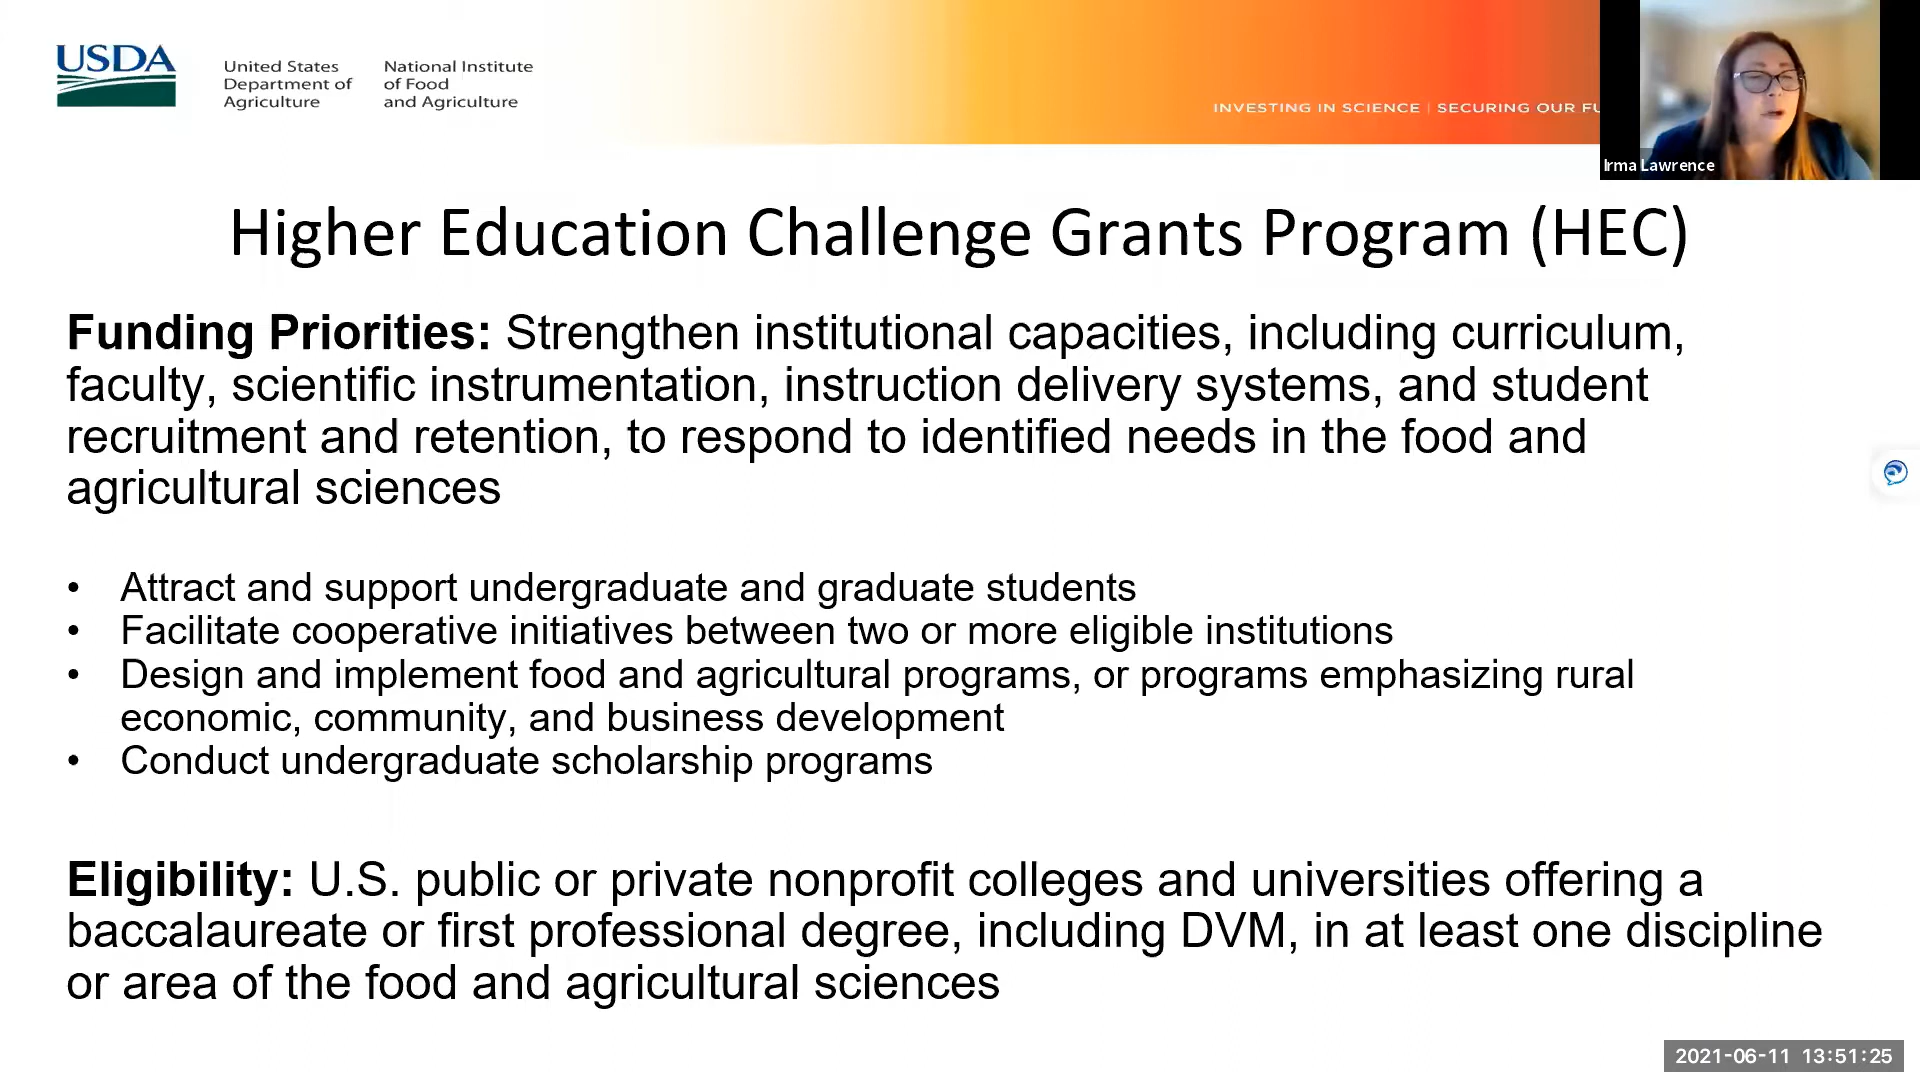 USDA
United States
Department of
Agriculture
National Institute
of Food
and Agriculture
INVESTING IN SCIENCE | SECURING OUR
Irma Lawrence
Higher Education Challenge Grants Program (HEC)
Funding Priorities: Strengthen institutional capacities, including curriculum,
faculty, scientific instrumentation, instruction delivery systems, and student
recruitment and retention, to respond to identified needs in the food and
agricultural sciences
• Attract and support undergraduate and graduate students
• Facilitate cooperative initiatives between two or more eligible institutions
• Design and implement food and agricultural programs, or programs emphasizing rural
economic, community, and business development
• Conduct undergraduate scholarship programs
Eligibility: U.S. public or private nonprofit colleges and universities offering a
baccalaureate or first professional degree, including DVM, in at least one discipline
or area of the food and agricultural sciences
2021-06-11 13:51:25